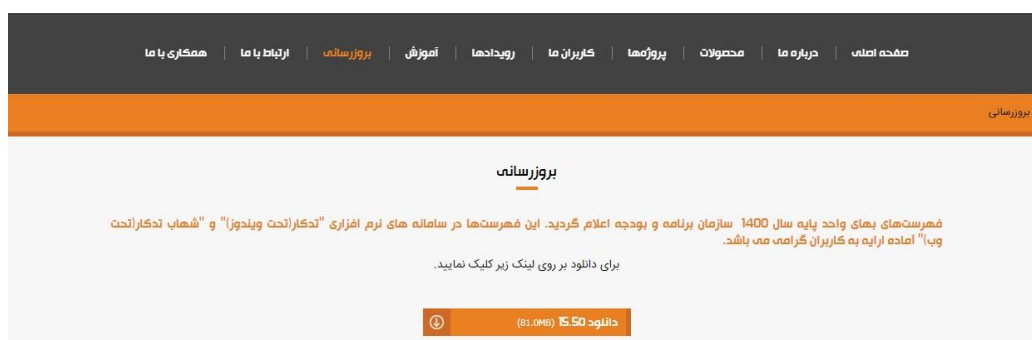 صفحه اصلی | درباره ما | محصولات | پروژه‌ها | کاربران ما | رویدادها | آموزش | بروزرسانی | ارتباط با ما | همکاری با ما
بروزرسانی
بروزرسانی
فهرست‌های بهای واحد پایه سال 1400 سازمان برنامه و بودجه اعلام گردید. این فهرست‌ها در سامانه های نرم افزاری "تدکار(تحت ویندوز)" و "شهاب تدکار(تحت
وب)" آماده ارایه به کاربران گرامی می باشد.
برای دانلود بر روی لینک زیر کلیک نمایید.
دانلود 15.50 (81.0MB)